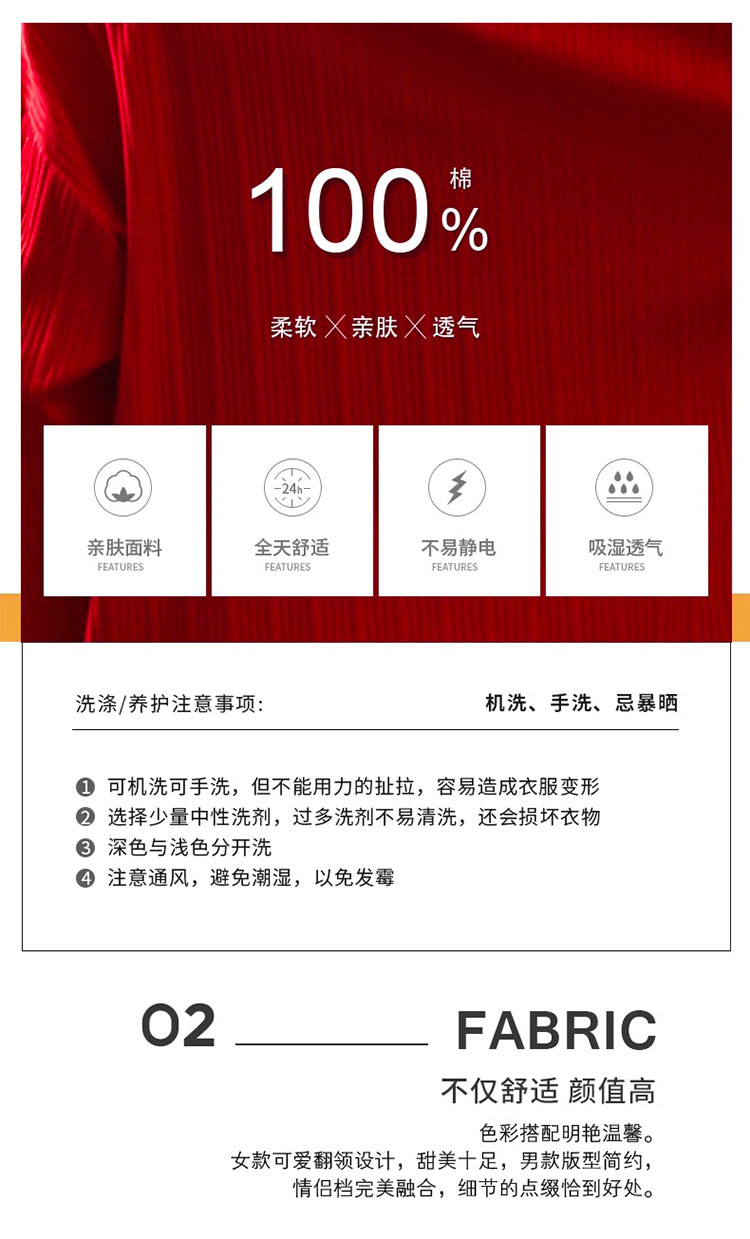 100%棉
柔软╳亲肤╳透气
24h
亲肤面料 全天舒适 不易静电 吸湿透气
FEATURES FEATURES FEATURES FEATURES
洗涤/养护注意事项: 机洗、手洗、忌暴晒
1 可机洗可手洗，但不能用力的扯拉，容易造成衣服变形
2 选择少量中性洗剂，过多洗剂不易清洗，还会损坏衣物
3 深色与浅色分开洗
4 注意通风，避免潮湿，以免发霉
02 FABRIC
不仅舒适 颜值高
色彩搭配明艳温馨。
女款可爱翻领设计，甜美十足，男款版型简约，
情侣档完美融合，细节的点缀恰到好处。